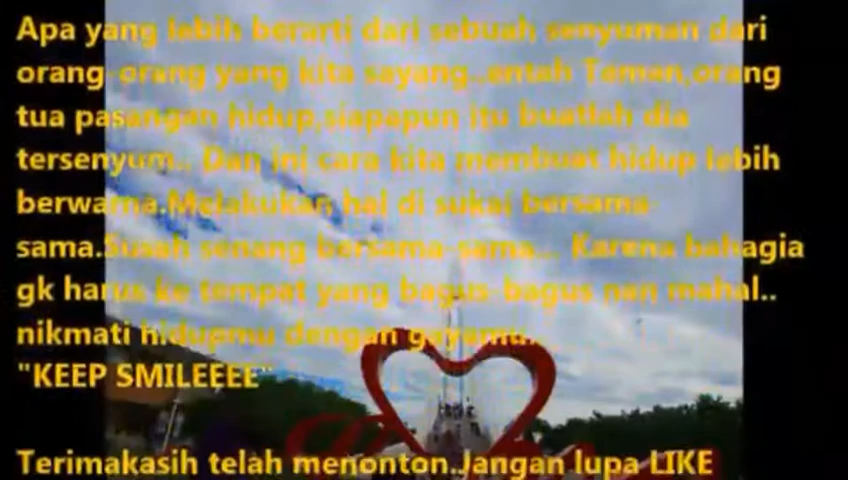 Apa yang lebih berarti dari sebuah senyuman dari
orang-orang yang kita sayang..entah Temen,orang
tua pasangan hidup,siapapun itu buatlah dia
tersenyum.. Dan ini cara kita membuat hidup lebih
berwarna.Melakukan hal di sukai bersama
sama.Susah senang bersama-sama... Karena bahagia
gk harus ke tempat yang bagus-bagus nan mahal..
nikmati hidupmu dengan gayamu.
"KEEP SMILEEEE"
Terimakasih telah menonton.Jangan lupa LIKE